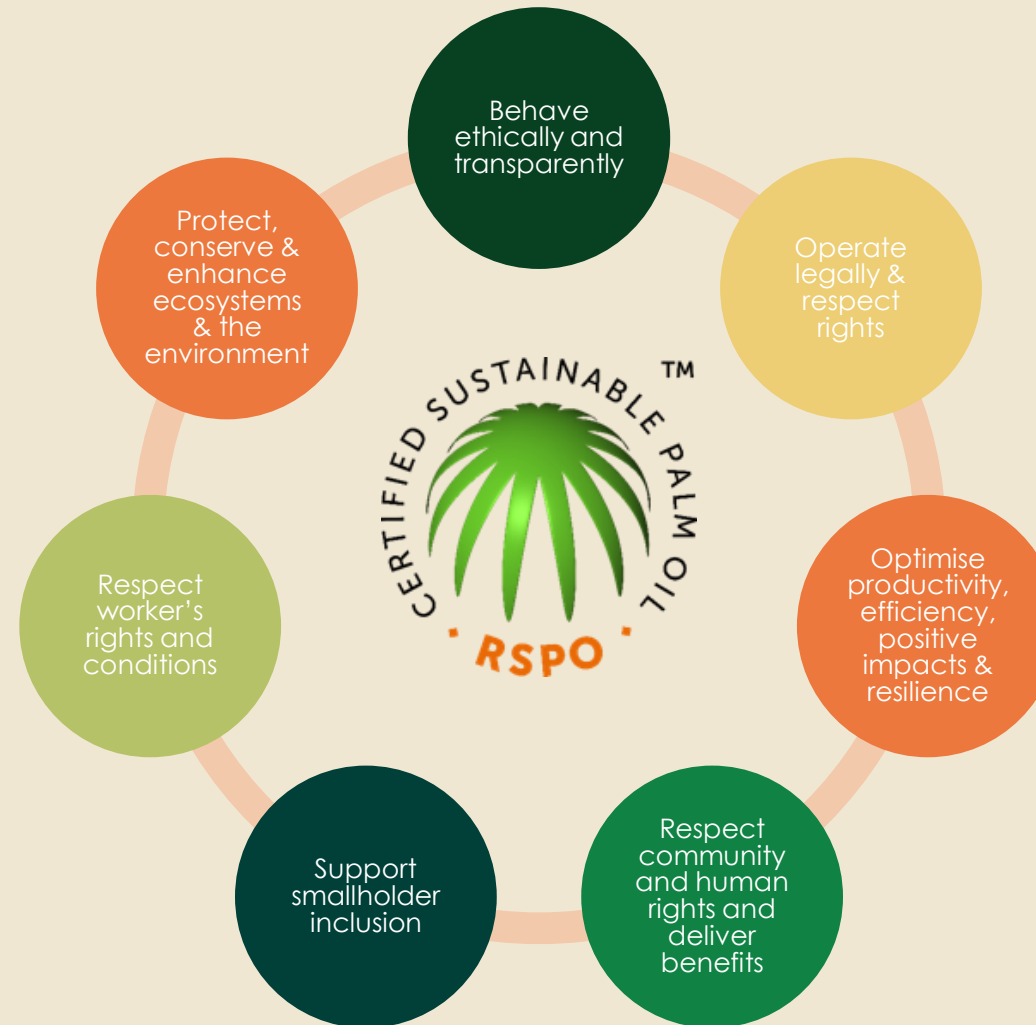 Behave
ethically and
transparently
Operate
legally &
respect
rights
Optimise
productivity,
efficiency,
positive
impacts &
resilience
Respect
community
and human
rights and
deliver
benefits
Support
smallholder
inclusion
Respect
worker’s
rights and
conditions
Protect,
conserve &
enhance
ecosystems
& the
environment
CERTIFIED SUSTAINABLE PALM OIL
TM
· RSPO ·